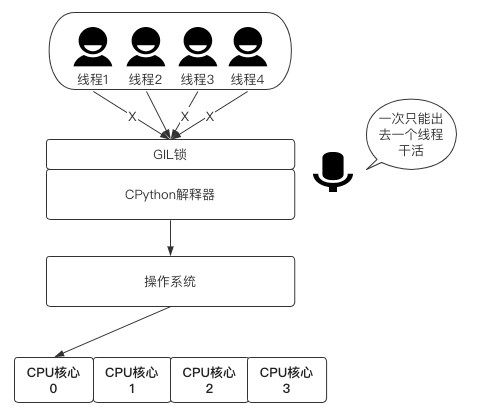 线程1
线程2
线程3
线程4
X
X
X
GIL锁
CPython解释器
一次只能出
去一个线程
干活
操作系统
CPU核心
0
CPU核心
1
CPU核心
2
CPU核心
3